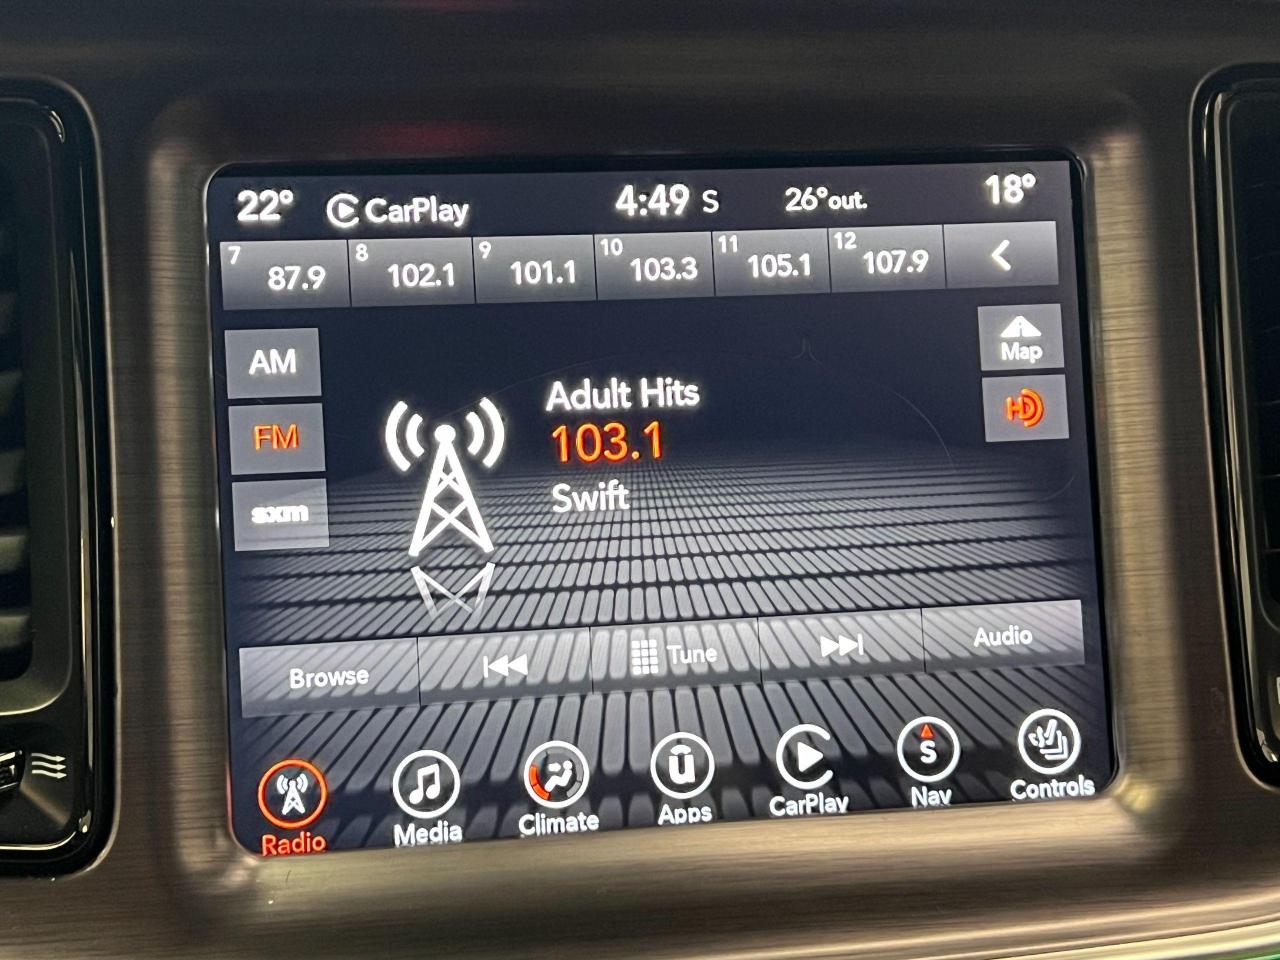 22° CarPlay 4:49 S 26°out. 18°
7 87.9 8 102.1 9 101.1 10 103.3 11 105.1 12 107.9
AM
Map
Adult Hits
HD
FM
103.1
sxm
Swift
Browse Tune Audio
S
Radio Media Climate Apps CarPlay Nav Controls